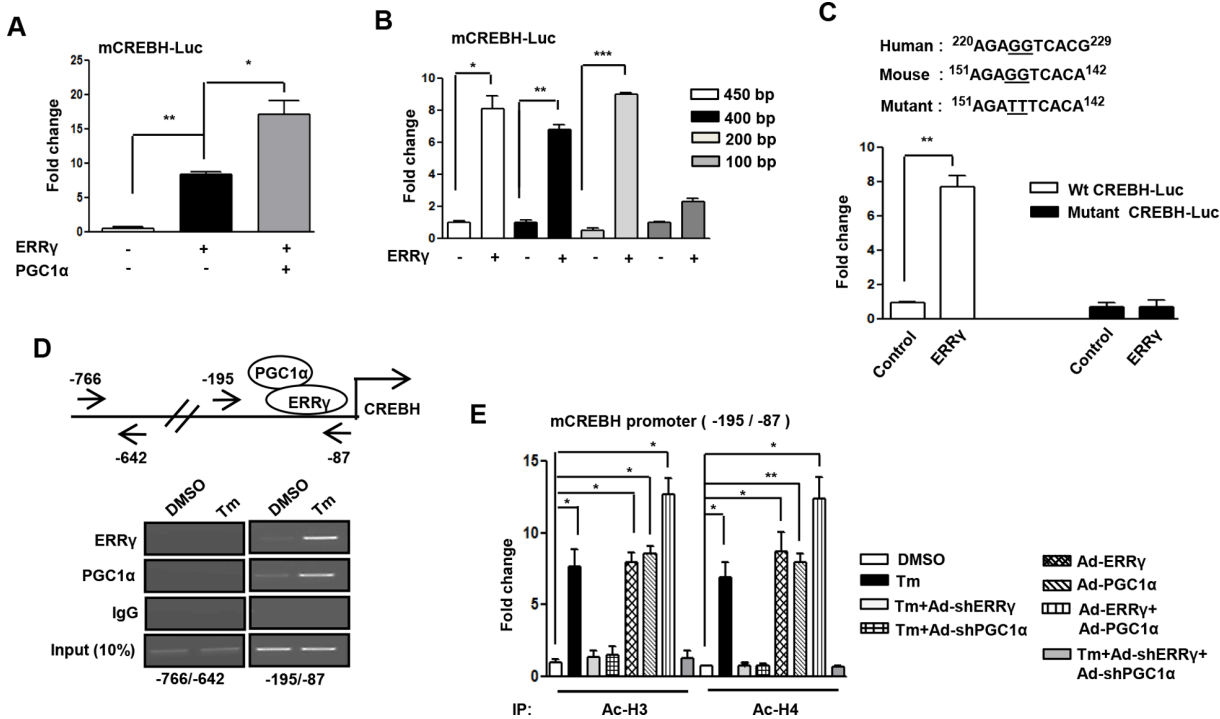 A
mCREBH-Luc
Fold change
25
20
15
10
5
0
**
*
ERRγ - + +
PGC1α - - +
B
mCREBH-Luc
10
8
6
4
2
0
Fold change
*
**
***
ERRγ - + - + - + - +
450 bp
400 bp
200 bp
100 bp
C
Human : 220AGAGGTCACG229
Mouse : 151AGAGGTCACA142
Mutant : 151AGATTTCACA142
Fold change
10
8
6
4
2
0
**
Control
ERRγ
Control
ERRγ
Wt CREBH-Luc
Mutant CREBH-Luc
D
-766
-195
PGC1α
ERRγ
CREBH
-642
-87
DMSO
Tm
DMSO
Tm
ERRγ
PGC1α
IgG
Input (10%)
-766/-642
-195/-87
E
mCREBH promoter ( -195 / -87 )
Fold change
15
10
5
0
*
*
*
*
*
**
*
*
IP: Ac-H3 Ac-H4
DMSO
Tm
Tm+Ad-shERRγ
Tm+Ad-shPGC1α
Ad-ERRγ
Ad-PGC1α
Ad-ERRγ+
Ad-PGC1α
Tm+Ad-shERRγ+
Ad-shPGC1α